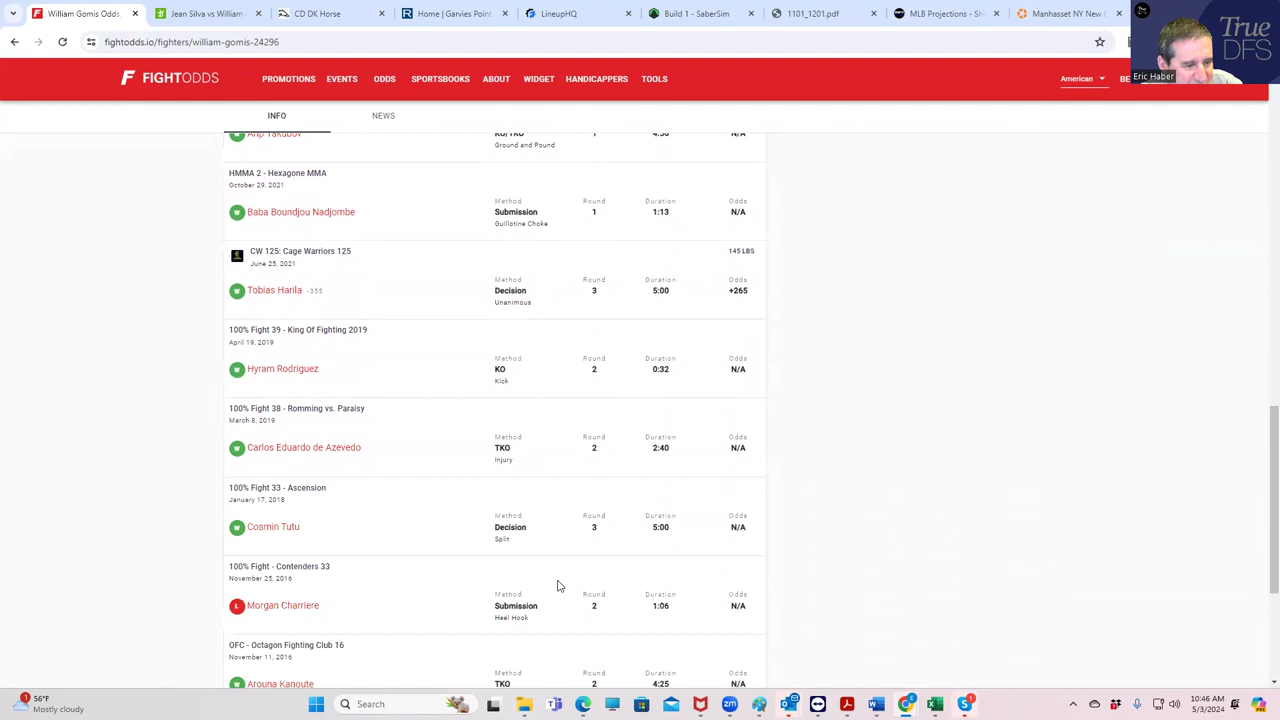 William Gomis Odds, Stats,
Jean Silva vs
CD DK Horse
Home | Garvies Point
LineupHQ
Build 1 - SaberSim
1101_1201.pdf
MLB Projections - S
Manhasset NY New C
fightodds.io/fighters/william-gomis-24296
True
DFS
Eric Haber
FIGHTODDS
PROMOTIONS EVENTS ODDS SPORTSBOOKS ABOUT WIDGET HANDICAPPERS TOOLS
American
INFO NEWS
Arip Yakubov KO/TKO 1 4:36 N/A
Ground and Pound
HMMA 2 - Hexagone MMA
October 29, 2021
Method Round Duration Odds
W Baba Boundjou Nadjombe Submission 1 1:13 N/A
Guillotine Choke
CW 125: Cage Warriors 125 145 LBS
June 25, 2021
Method Round Duration Odds
W Tobias Harila -355 Decision 3 5:00 +265
Unanimous
100% Fight 39 - King Of Fighting 2019
April 19, 2019
Method Round Duration Odds
W Hyram Rodriguez KO 2 0:32 N/A
Kick
100% Fight 38 - Romming vs. Paraisy
March 8, 2019
Method Round Duration Odds
W Carlos Eduardo de Azevedo TKO 2 2:40 N/A
Injury
100% Fight 33 - Ascension
January 17, 2018
Method Round Duration Odds
W Cosmin Tutu Decision 3 5:00 N/A
Split
100% Fight - Contenders 33
November 25, 2016
Method Round Duration Odds
L Morgan Charriere Submission 2 1:06 N/A
Heel Hook
OFC - Octagon Fighting Club 16
November 11, 2016
Method Round Duration Odds
W Arouna Kanoute TKO 2 4:25 N/A
1
56°F
Mostly cloudy
Search
10:46 AM
5/3/2024